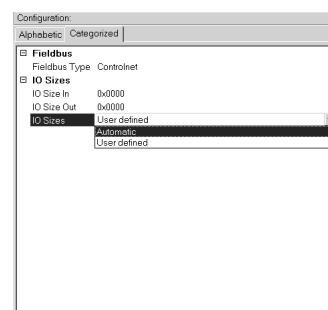 Configuration:
Alphabetic Categorized
Fieldbus
Fieldbus Type Controlnet
IO Sizes
IO Size In 0x0000
IO Size Out 0x0000
IO Sizes User defined
Automatic
User defined